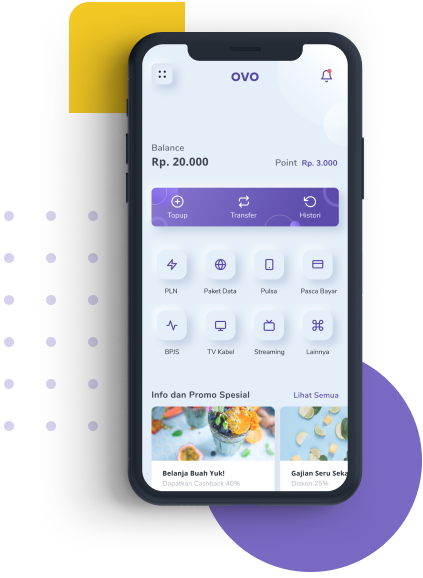 OVO
Balance
Rp. 20.000
Point Rp. 3.000
Topup Transfer Histori
PLN Paket Data Pulsa Pasca Bayar
BPJS TV Kabel Streaming Lainnya
Info dan Promo Spesial Lihat Semua
Belanja Buah Yuk! Gajian Seru Seka
Dapatkan Cashback 40% Diskon 25%